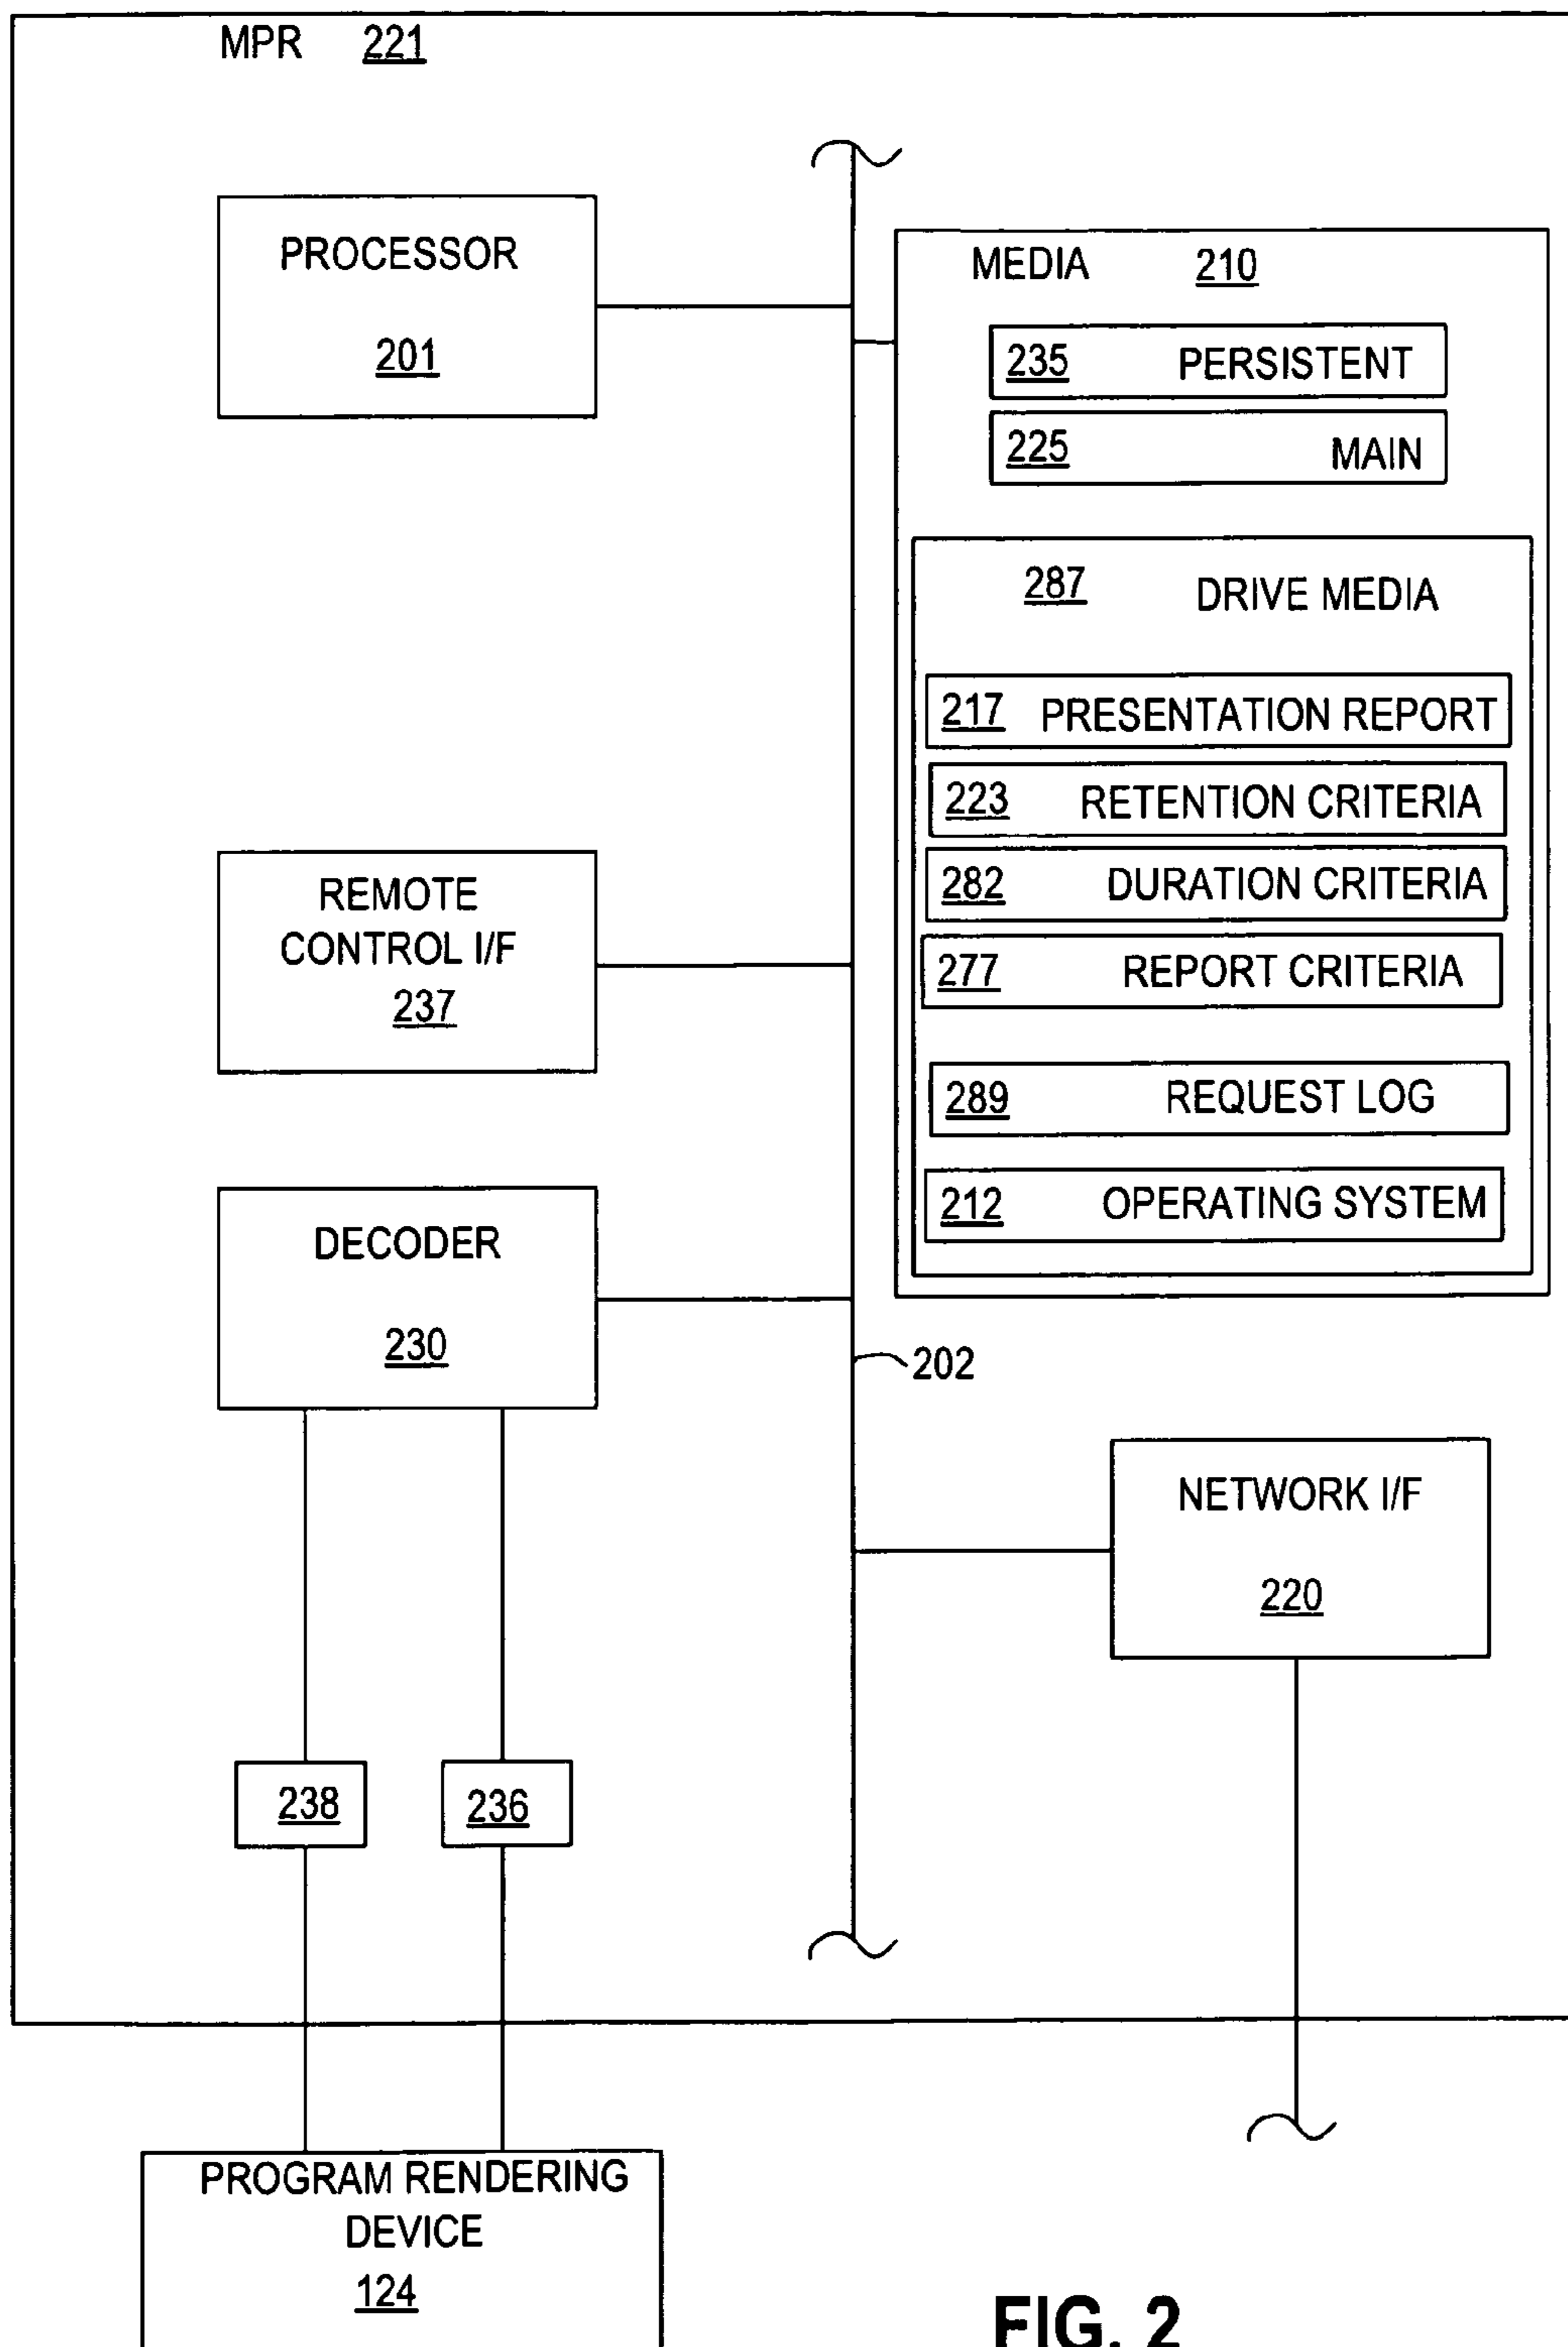 MPR 221
PROCESSOR
201
MEDIA 210
235 PERSISTENT
225 MAIN
287 DRIVE MEDIA
217 PRESENTATION REPORT
223 RETENTION CRITERIA
282 DURATION CRITERIA
277 REPORT CRITERIA
289 REQUEST LOG
212 OPERATING SYSTEM
REMOTE
CONTROL I/F
237
DECODER
230
202
NETWORK I/F
220
238
236
PROGRAM RENDERING
DEVICE
124
FIG. 2